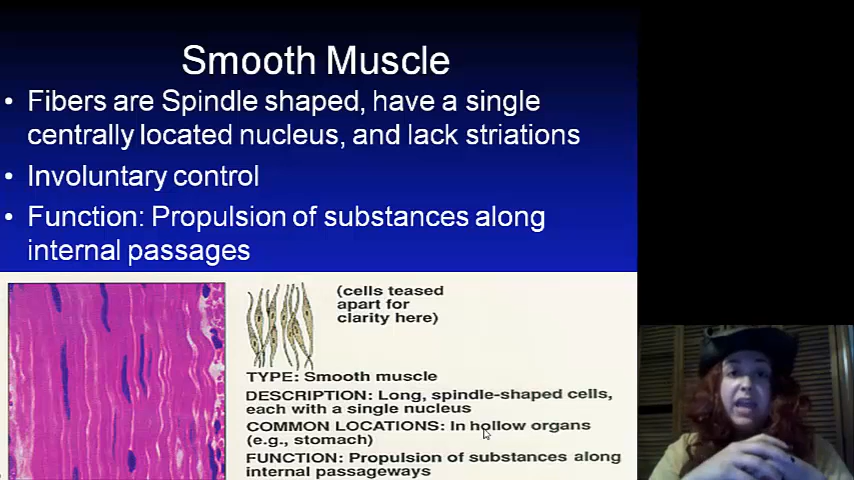 Smooth Muscle
• Fibers are Spindle shaped, have a single
centrally located nucleus, and lack striations
• Involuntary control
• Function: Propulsion of substances along
internal passages
(cells teased
apart for
clarity here)
TYPE: Smooth muscle
DESCRIPTION: Long, spindle-shaped cells,
each with a single nucleus
COMMON LOCATIONS: In hollow organs
(e.g., stomach)
FUNCTION: Propulsion of substances along
internal passageways